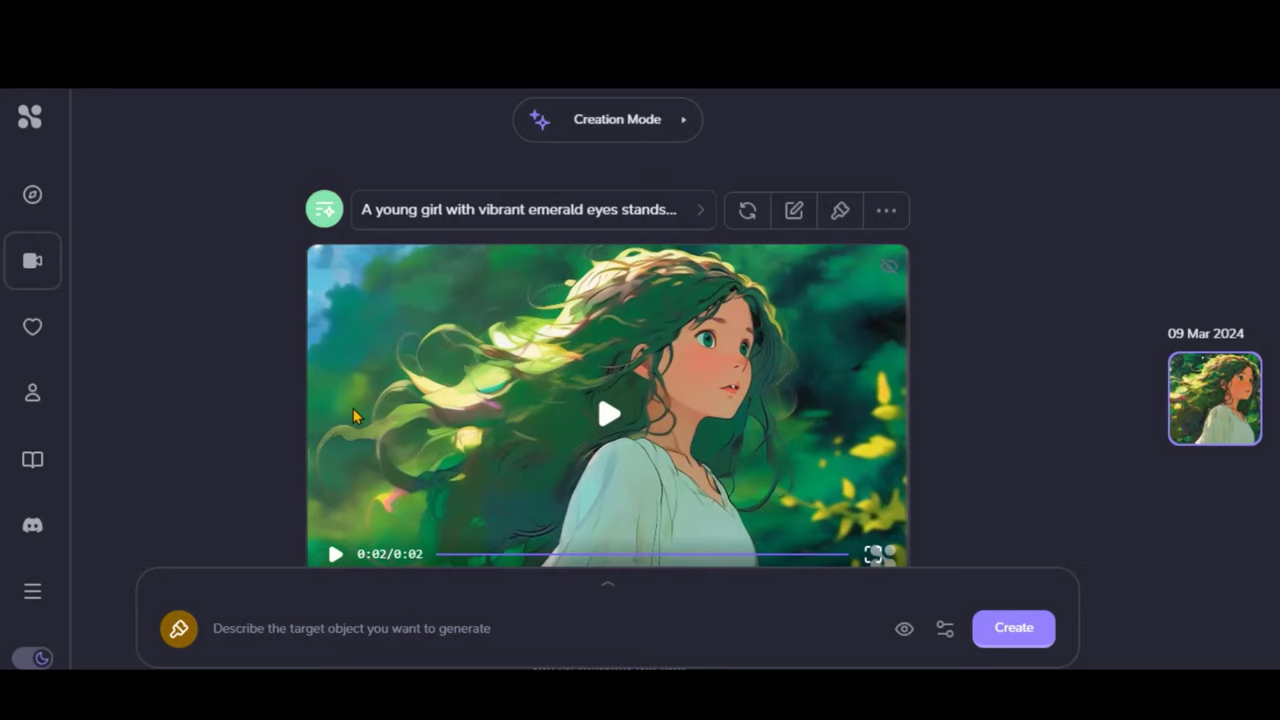 Creation Mode
A young girl with vibrant emerald eyes stands...
09 Mar 2024
0:02/0:02
Describe the target object you want to generate
Create